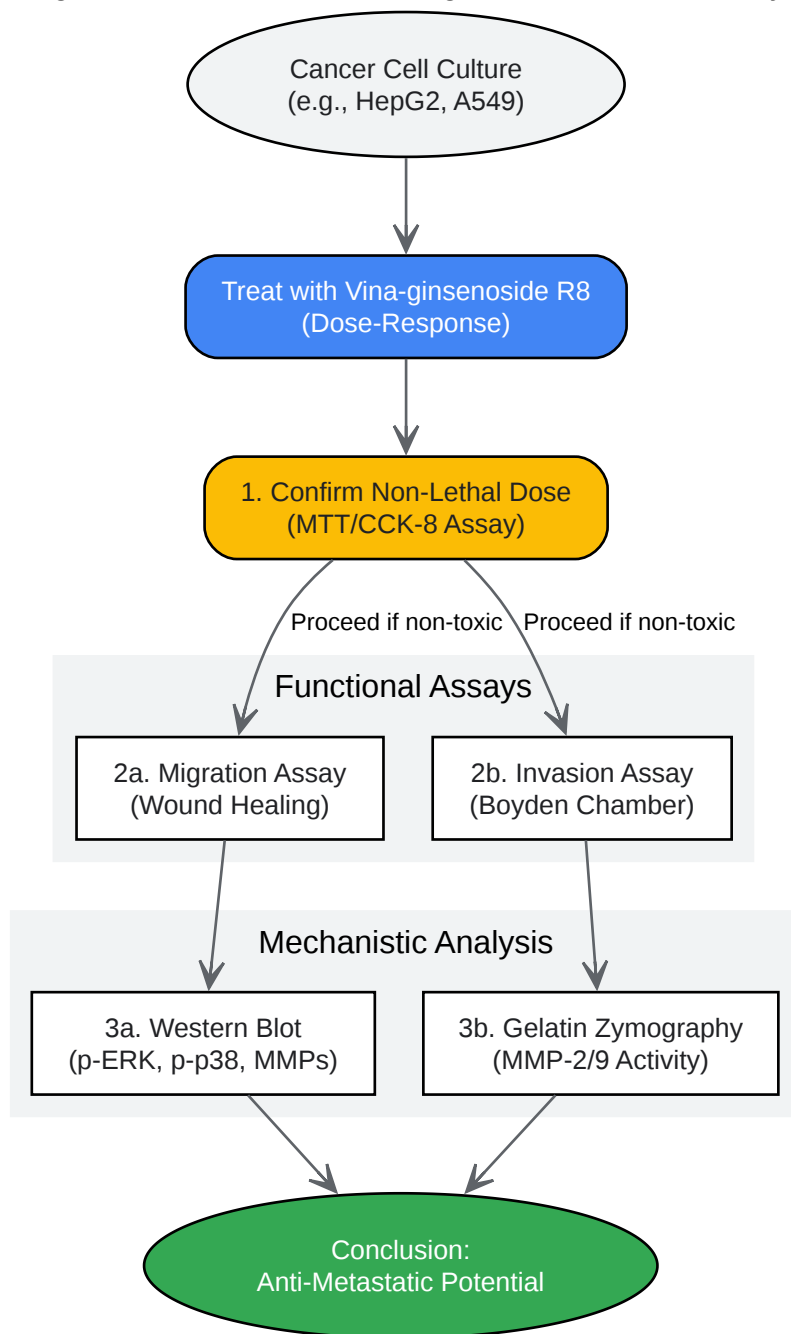 Cancer Cell Culture
(e.g., HepG2, A549)
Treat with Vina-ginsenoside R8
(Dose-Response)
1. Confirm Non-Lethal Dose
(MTT/CCK-8 Assay)
Proceed if non-toxic
Proceed if non-toxic
Functional Assays
2a. Migration Assay
(Wound Healing)
2b. Invasion Assay
(Boyden Chamber)
Mechanistic Analysis
3a. Western Blot
(p-ERK, p-p38, MMPs)
3b. Gelatin Zymography
(MMP-2/9 Activity)
Conclusion:
Anti-Metastatic Potential